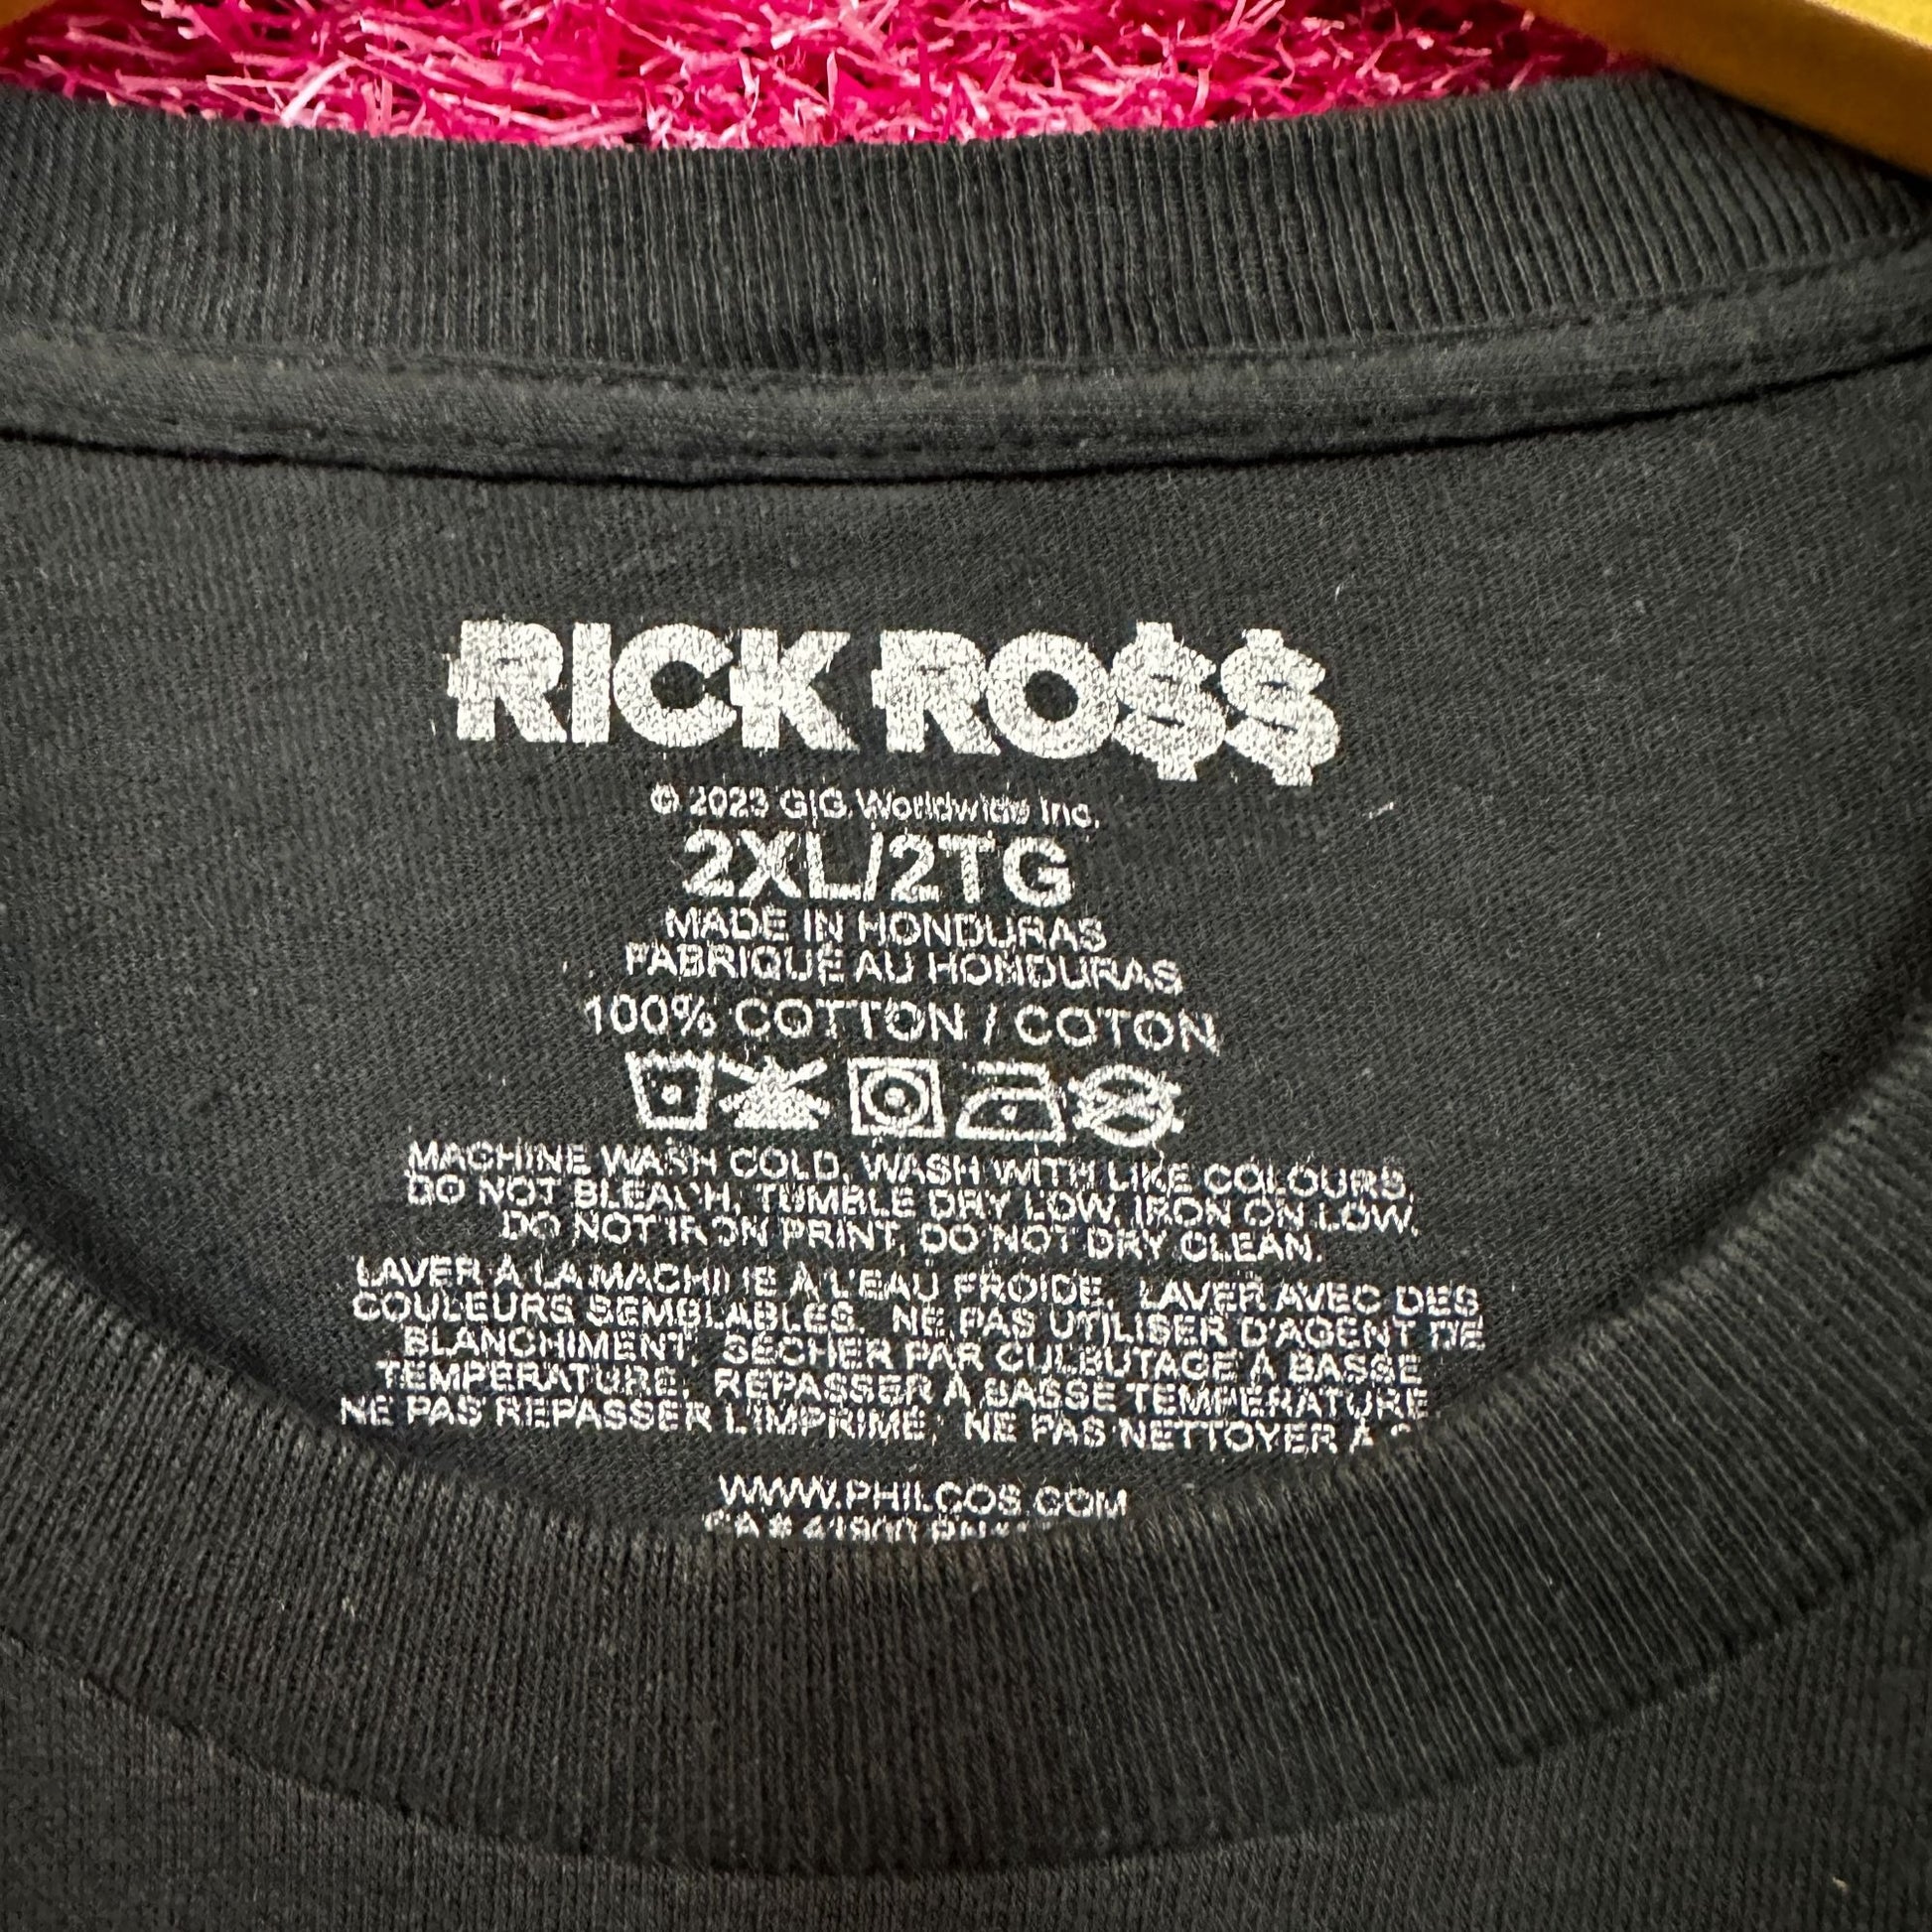 RICK RO$$
© 2023 GIG Worldwide Inc.
2XL/2TG
MADE IN HONDURAS
FABRIQUÉ AU HONDURAS
100% COTTON / COTON
MACHINE WASH COLD, WASH WITH LIKE COLOURS,
DO NOT BLEACH, TUMBLE DRY LOW, IRON ON LOW,
DO NOT IRON PRINT, DO NOT DRY CLEAN.
LAVER À LA MACHINE À L'EAU FROIDE, LAVER AVEC DES
COULEURS SEMBLABLES, NE PAS UTILISER D'AGENT DE
BLANCHIMENT, SÉCHER PAR CULBUTAGE À BASSE
TEMPÉRATURE, REPASSER À BASSE TEMPÉRATURE
NE PAS REPASSER L'IMPRIMÉ, NE PAS NETTOYER À
WWW.PHILCOS.COM
CA#